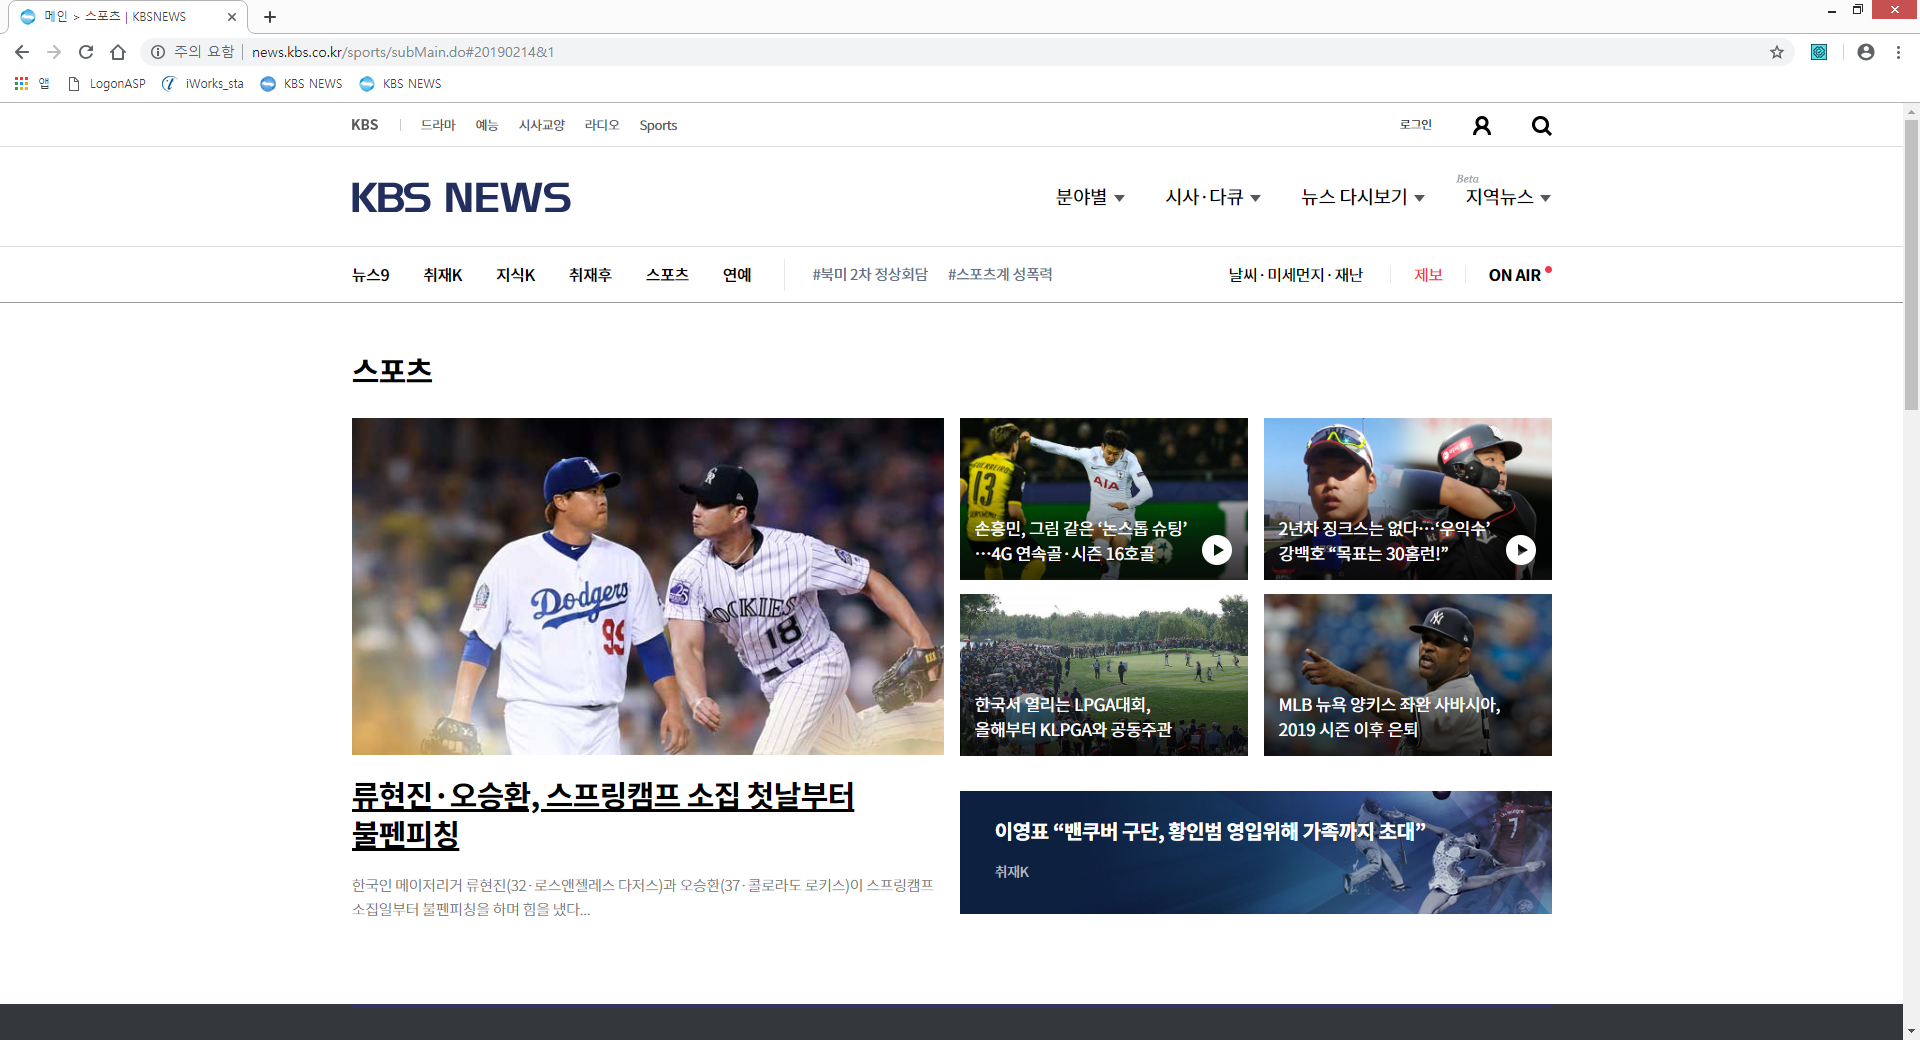 메인 > 스포츠 | KBSNEWS
주의 요함 | news.kbs.co.kr/sports/subMain.do#20190214&1
앱 LogonASP iWorks_sta KBS NEWS KBS NEWS
KBS 드라마 예능 시사교양 라디오 Sports 로그인
KBS NEWS
Beta
분야별 시사·다큐 뉴스 다시보기 지역뉴스
뉴스9 취재K 지식K 취재후 스포츠 연예 #북미 2차 정상회담 #스포츠계 성폭력 날씨·미세먼지·재난 제보 ON AIR
스포츠
Dodgers
99
ROCKIES
18
류현진·오승환, 스프링캠프 소집 첫날부터
불펜피칭
한국인 메이저리거 류현진(32·로스앤젤레스 다저스)과 오승환(37·콜로라도 로키스)이 스프링캠프
소집일부터 불펜피칭을 하며 힘을 냈다...
13
AIA
손흥민, 그림 같은 ‘논스톱 슈팅’
…4G 연속골·시즌 16호골
2년차 징크스는 없다…‘우익수’
강백호 “목표는 30홈런!”
한국서 열리는 LPGA대회,
올해부터 KLPGA와 공동주관
MLB 뉴욕 양키스 좌완 사바시아,
2019 시즌 이후 은퇴
이영표 “밴쿠버 구단, 황인범 영입위해 가족까지 초대”
취재K
7